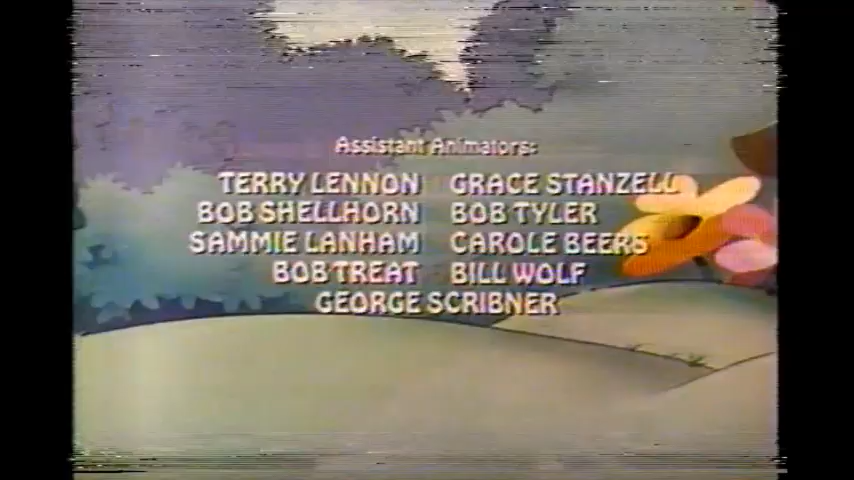 Assistant Animators:
TERRY LENNON GRACE STANZELL
BOB SHELLHORN BOB TYLER
SAMMIE LANHAM CAROLE BEERS
BOB TREAT BILL WOLF
GEORGE SCRIBNER